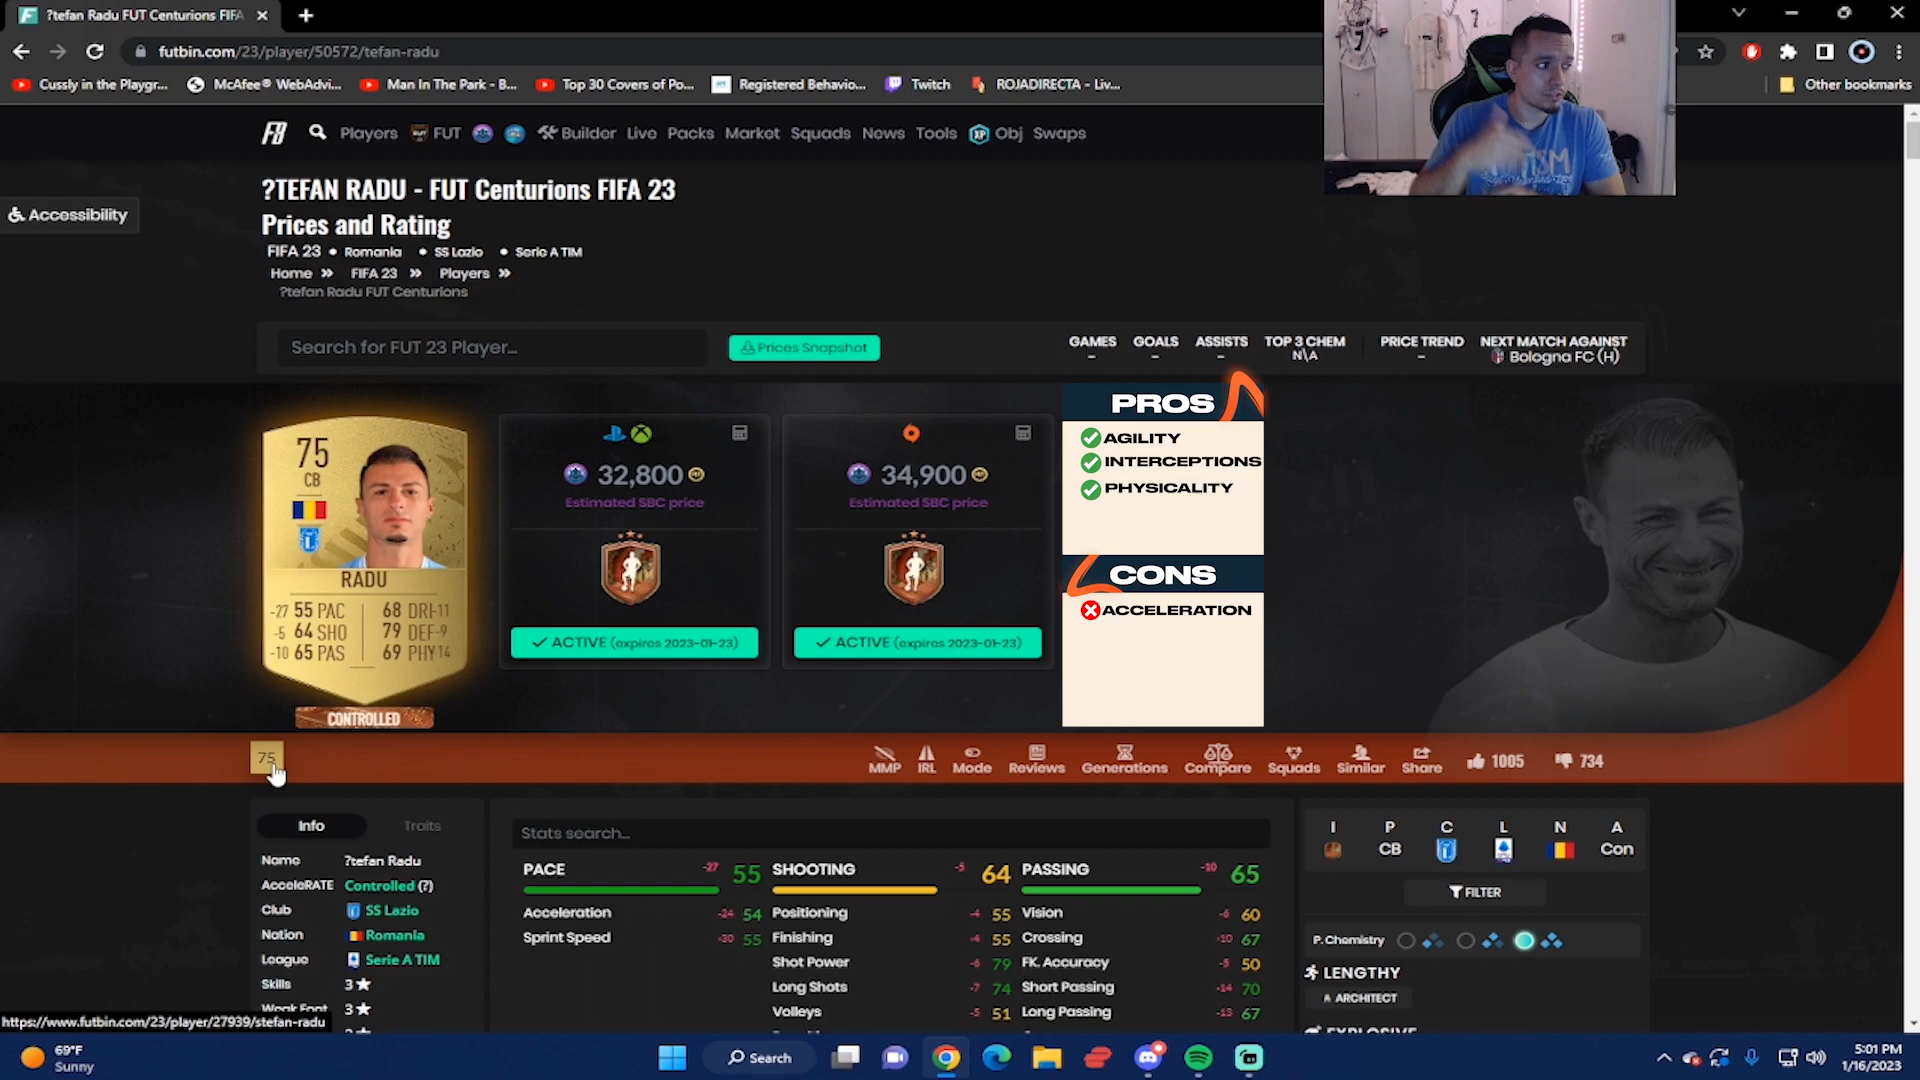 ?tefan Radu FUT Centurions FIFA
futbin.com/23/player/50572/tefan-radu
Cussly in the Playgr...
McAfee® WebAdvi...
Man In The Park - B...
Top 30 Covers of Po...
Registered Behavio...
Twitch
ROJADIRECTA - Liv...
Other bookmarks
Players
FUT
Builder
Live
Packs
Market
Squads
News
Tools
XP
Obj
Swaps
Accessibility
?TEFAN RADU - FUT Centurions FIFA 23
Prices and Rating
FIFA 23 • Romania • SS Lazio • Serie A TIM
Home » FIFA 23 » Players »
?tefan Radu FUT Centurions
Search for FUT 23 Player...
Prices Snapshot
GAMES
-
GOALS
-
ASSISTS
-
TOP 3 CHEM
N\A
PRICE TREND
-
NEXT MATCH AGAINST
Bologna FC (H)
75
CB
RADU
-27 55 PAC
68 DRI-11
-5 64 SHO
79 DEF-9
-10 65 PAS
69 PHY14
CONTROLLED
32,800
Estimated SBC price
ACTIVE (expires 2023-01-23)
34,900
Estimated SBC price
ACTIVE (expires 2023-01-23)
PROS
AGILITY
INTERCEPTIONS
PHYSICALITY
CONS
ACCELERATION
75
MMP
IRL
Mode
Reviews
Generations
Compare
Squads
Similar
Share
1005
734
Info
Traits
Name ?tefan Radu
AcceleRATE Controlled (?)
Club SS Lazio
Nation Romania
League Serie A TIM
Skills 3
Weak Foot 3
Stats search...
PACE -27 55
Acceleration -24 54
Sprint Speed -30 55
SHOOTING -5 64
Positioning -4 55
Finishing -4 55
Shot Power -6 79
Long Shots -7 74
Volleys -5 51
PASSING -10 65
Vision -6 60
Crossing -10 67
FK. Accuracy -5 50
Short Passing -14 70
Long Passing -13 67
I P C L N A
CB Con
FILTER
P. Chemistry
LENGTHY
ARCHITECT
EXPLOSIVE
https://www.futbin.com/23/player/27939/stefan-radu
69°F
Sunny
Search
5:01 PM
1/16/2023